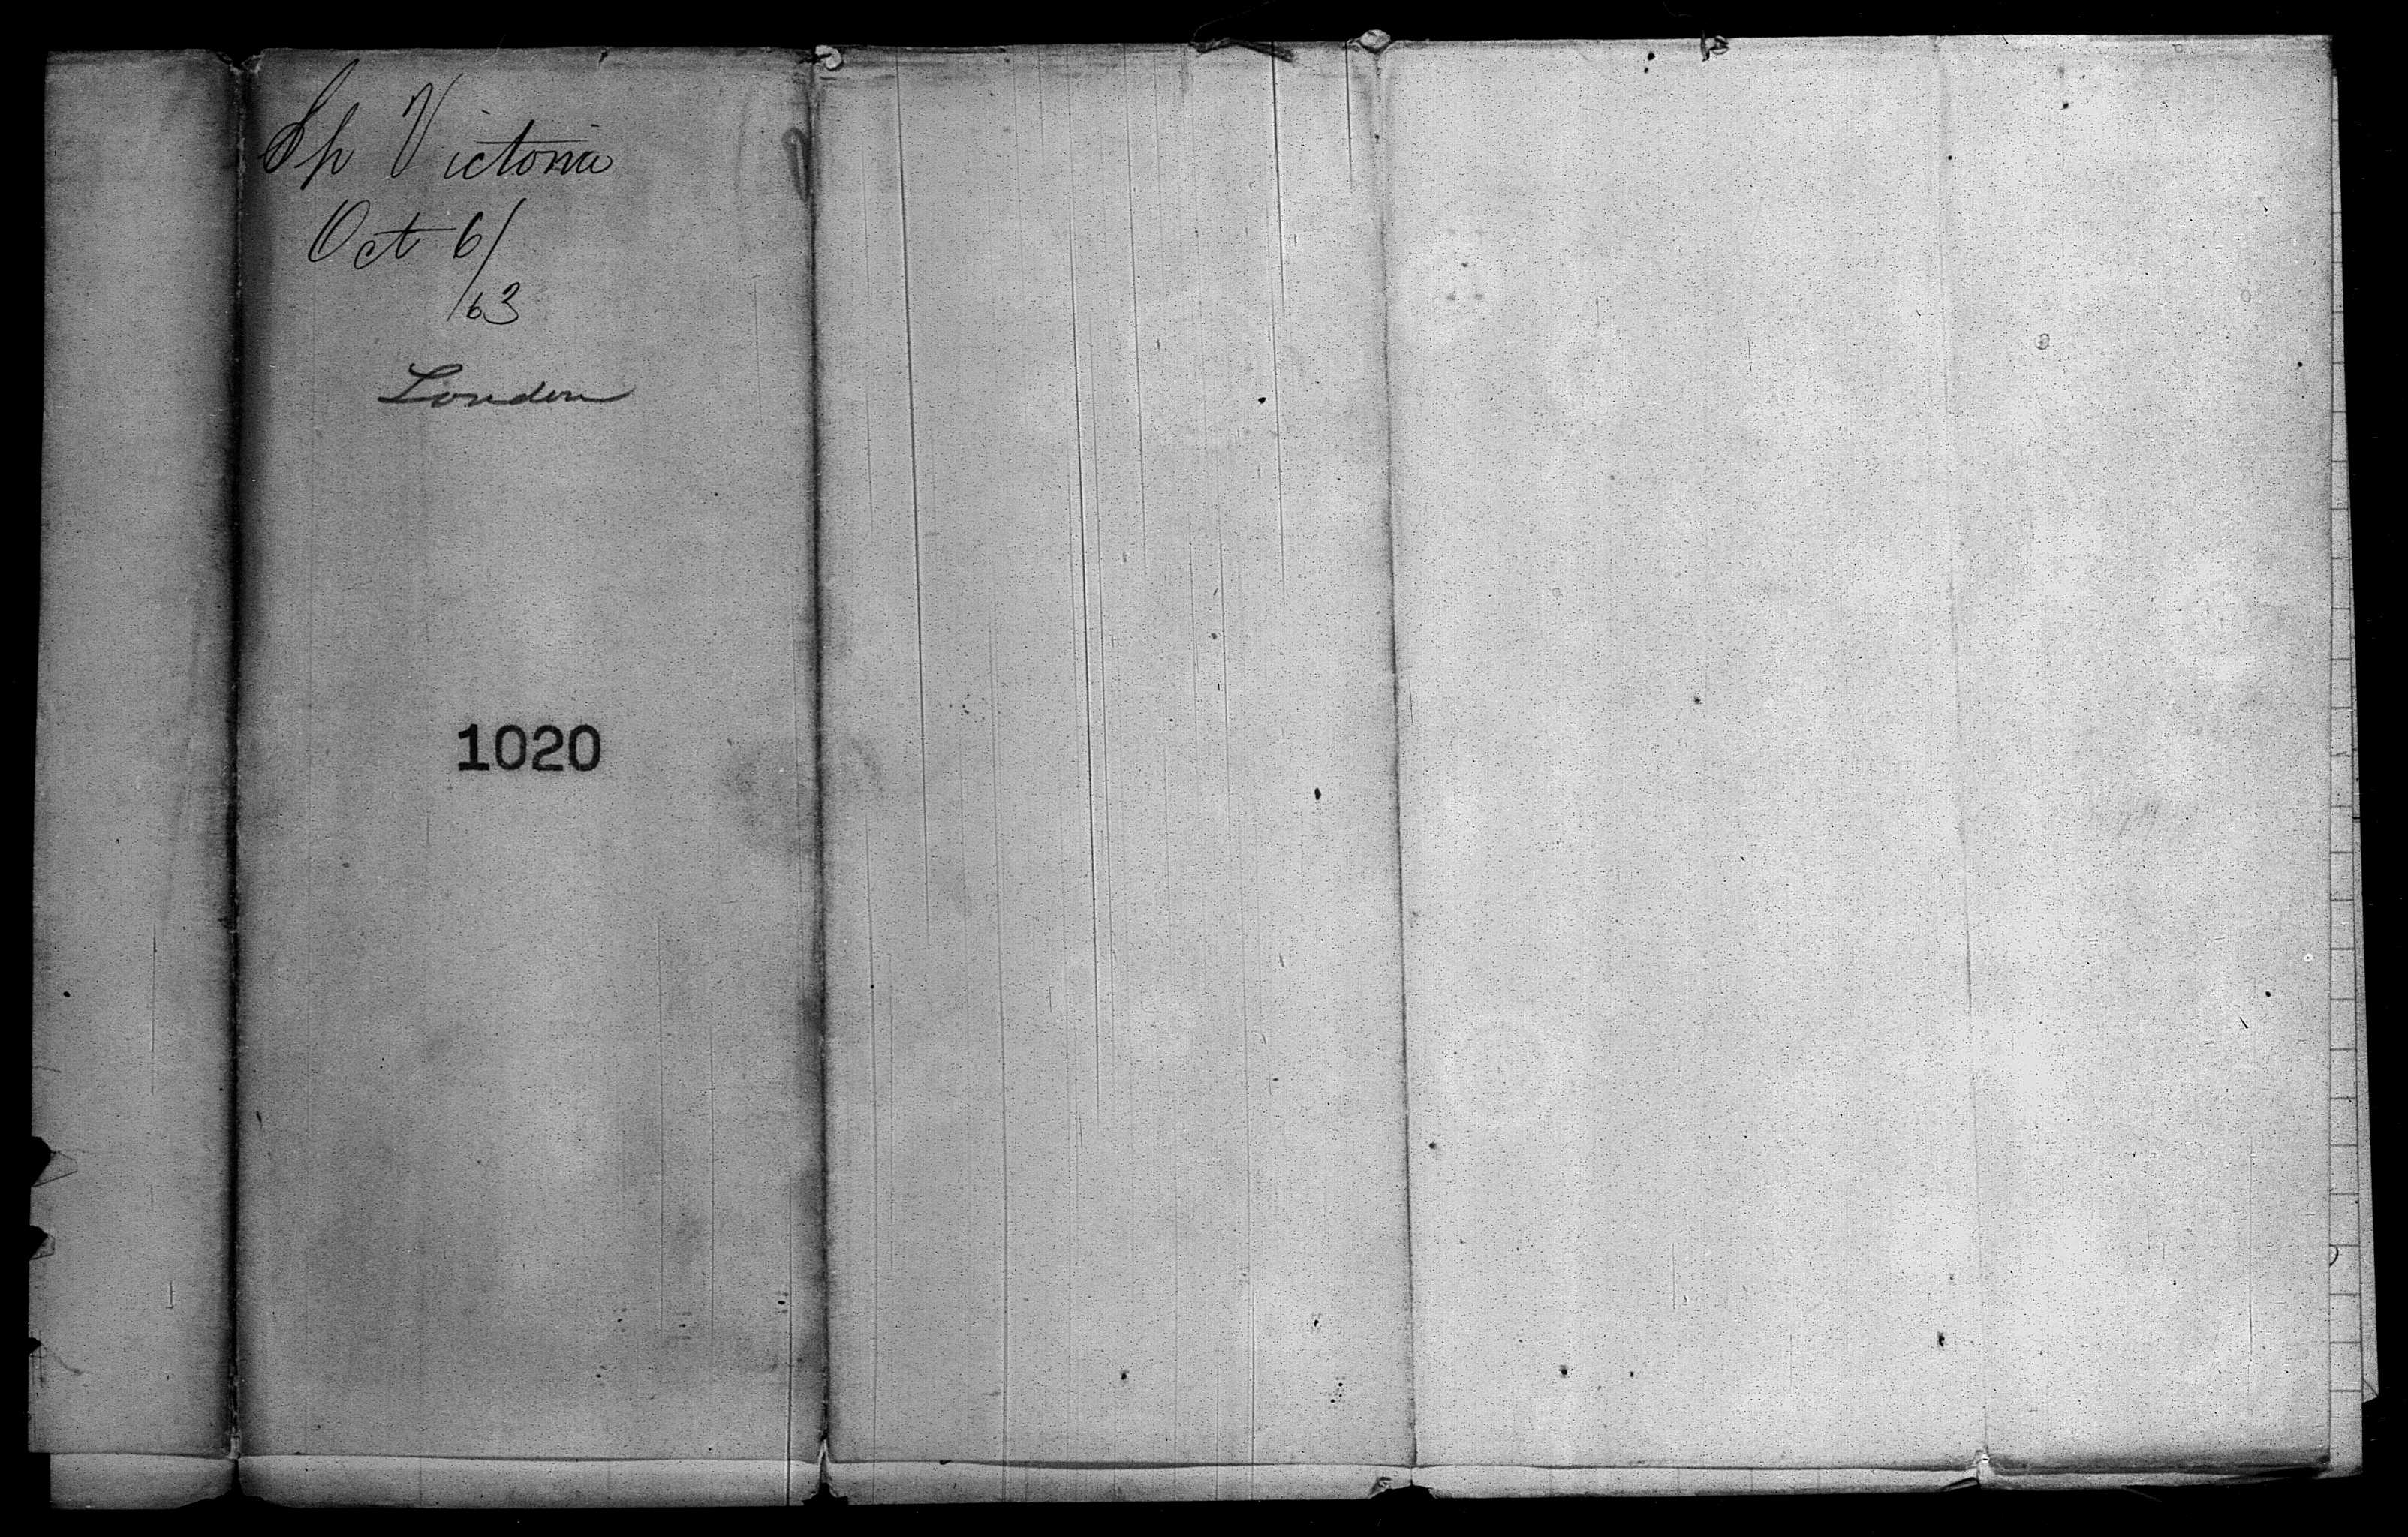 Sp Victoria
Oct 6/
/63
London
1020